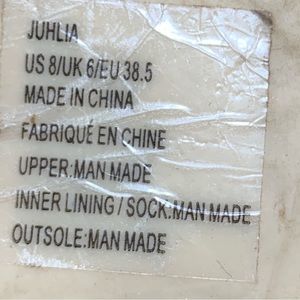 JUHLIA
US 8/UK 6/EU 38.5
MADE IN CHINA
FABRIQUÉ EN CHINE
UPPER:MAN MADE
INNER LINING / SOCK:MAN MADE
OUTSOLE:MAN MADE